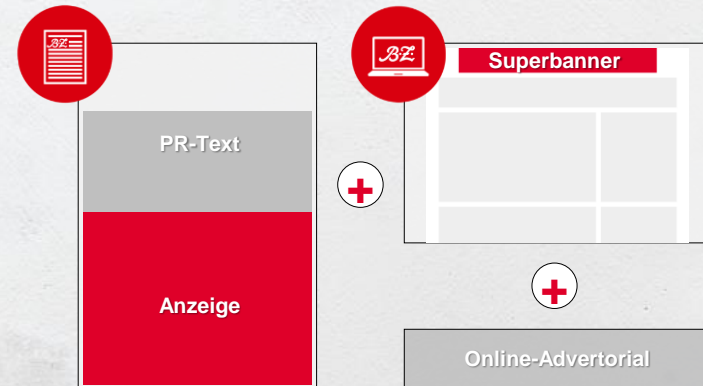 BZ
PR-Text
Anzeige
+
BZ
Superbanner
+
Online-Advertorial